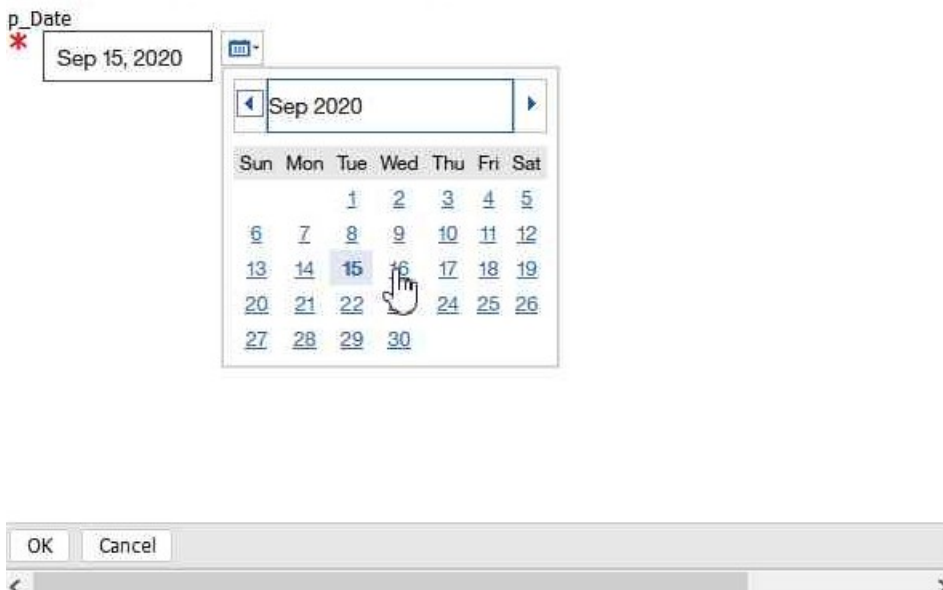 p_Date
* Sep 15, 2020
Sep 2020
Sun Mon Tue Wed Thu Fri Sat
1 2 3 4 5
6 7 8 9 10 11 12
13 14 15 16 17 18 19
20 21 22 24 25 26
27 28 29 30
OK Cancel